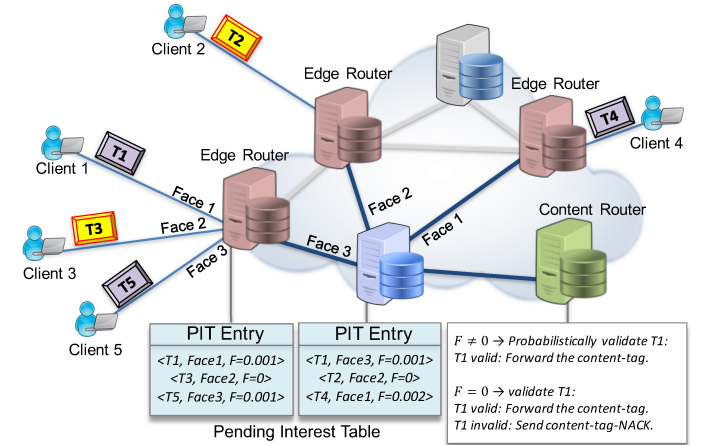 Client 2
T2
Edge Router
Edge Router
T4
Client 4
Client 1
T1
Edge Router
Face 1
Face 2
Face 3
Face 2
Face 1
Face 3
Content Router
T3
Client 3
T5
Client 5
PIT Entry
<T1, Face1, F=0.001>
<T3, Face2, F=0>
<T5, Face3, F=0.001>
PIT Entry
<T1, Face3, F=0.001>
<T2, Face2, F=0>
<T4, Face1, F=0.002>
Pending Interest Table
F ≠ 0 → Probabilistically validate T1:
T1 valid: Forward the content-tag.
F = 0 → validate T1:
T1 valid: Forward the content-tag.
T1 invalid: Send content-tag-NACK.